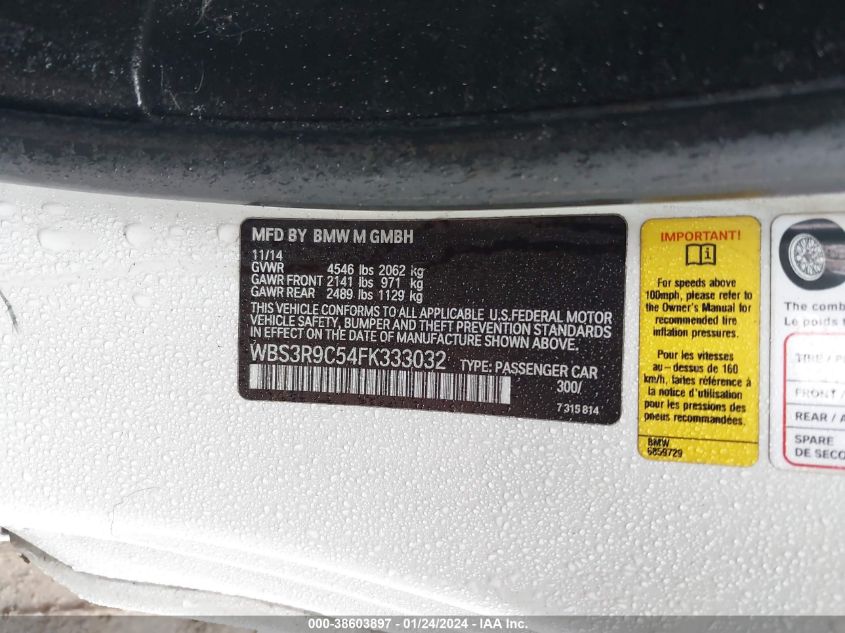 MFD BY BMW M GMBH
11/14
GVWR 4546 lbs 2062 kg
GAWR FRONT 2141 lbs 971 kg
GAWR REAR 2489 lbs 1129 kg
THIS VEHICLE CONFORMS TO ALL APPLICABLE U.S.FEDERAL MOTOR
VEHICLE SAFETY, BUMPER AND THEFT PREVENTION STANDARDS
IN EFFECT ON THE DATE OF MANUFACTURE SHOWN ABOVE.
WBS3R9C54FK333032 TYPE: PASSENGER CAR
300/
7315814
IMPORTANT!
For speeds above
100mph, please refer to
the Owner's Manual for
recommended tire
inflation pressures.
Si vitesses
au-dessus de 160
km/h, faites référence à
la notice d'utilisation
pour les pressions des
pneus recommandées.
BMW
6859729
The comb
Le poids t
TIRE / P
FRONT /
REAR / A
SPARE
DE SECO
000-38603897 - 01/24/2024 - IAAI.com